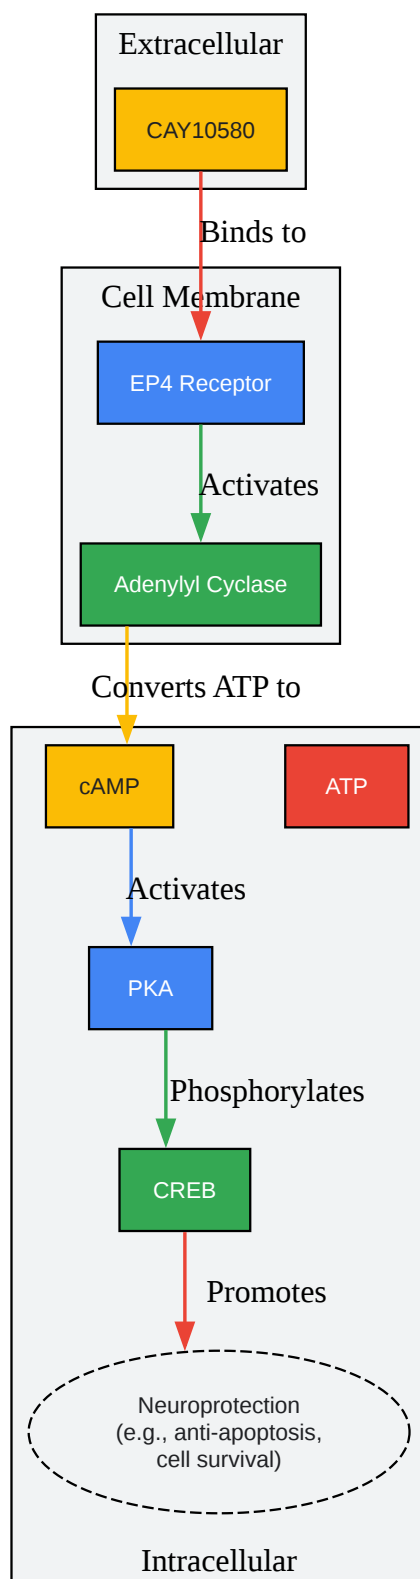 Extracellular
CAY10580
Binds to
Cell Membrane
EP4 Receptor
Activates
Adenylyl Cyclase
Converts ATP to
cAMP
ATP
Activates
PKA
Phosphorylates
CREB
Promotes
Neuroprotection
(e.g., anti-apoptosis,
cell survival)
Intracellular